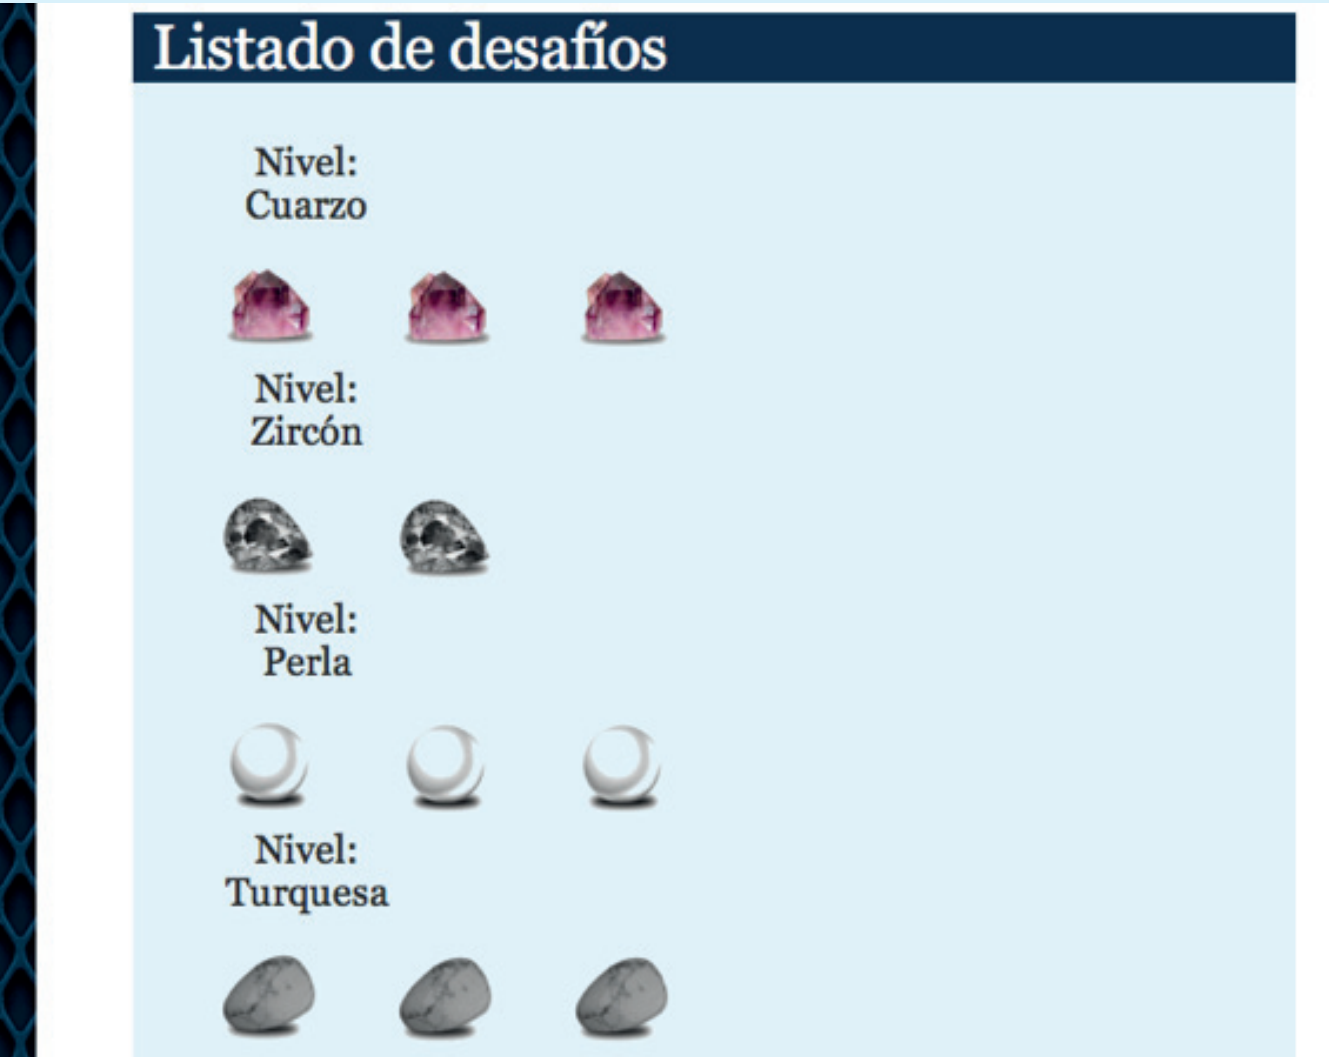 Listado de desafíos
Nivel:
Cuarzo
Nivel:
Zircón
Nivel:
Perla
Nivel:
Turquesa